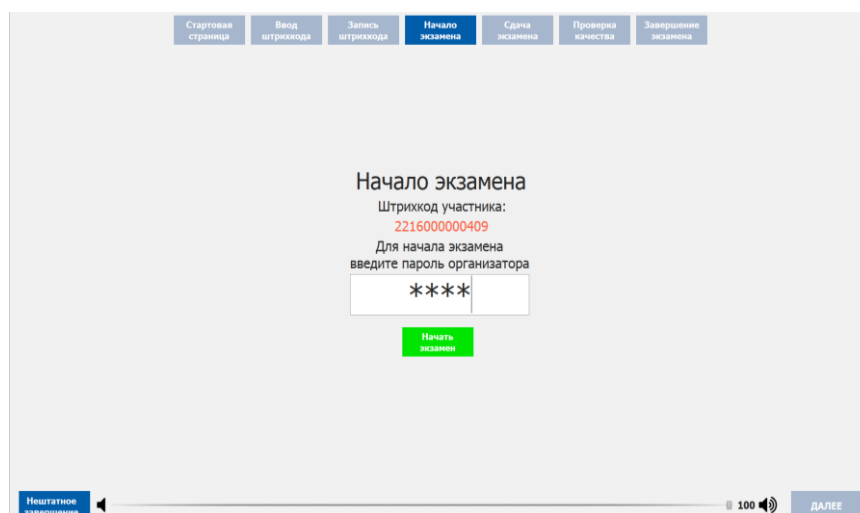 Стартовая
страница
Ввод
штрихкода
Запись
штрихкода
Начало
экзамена
Сдача
экзамена
Проверка
качества
Завершение
экзамена
Начало экзамена
Штрихкод участника:
2216000000409
Для начала экзамена
введите пароль организатора
****
Начать
экзамен
Нештатное
завершение
100
ДАЛЕЕ